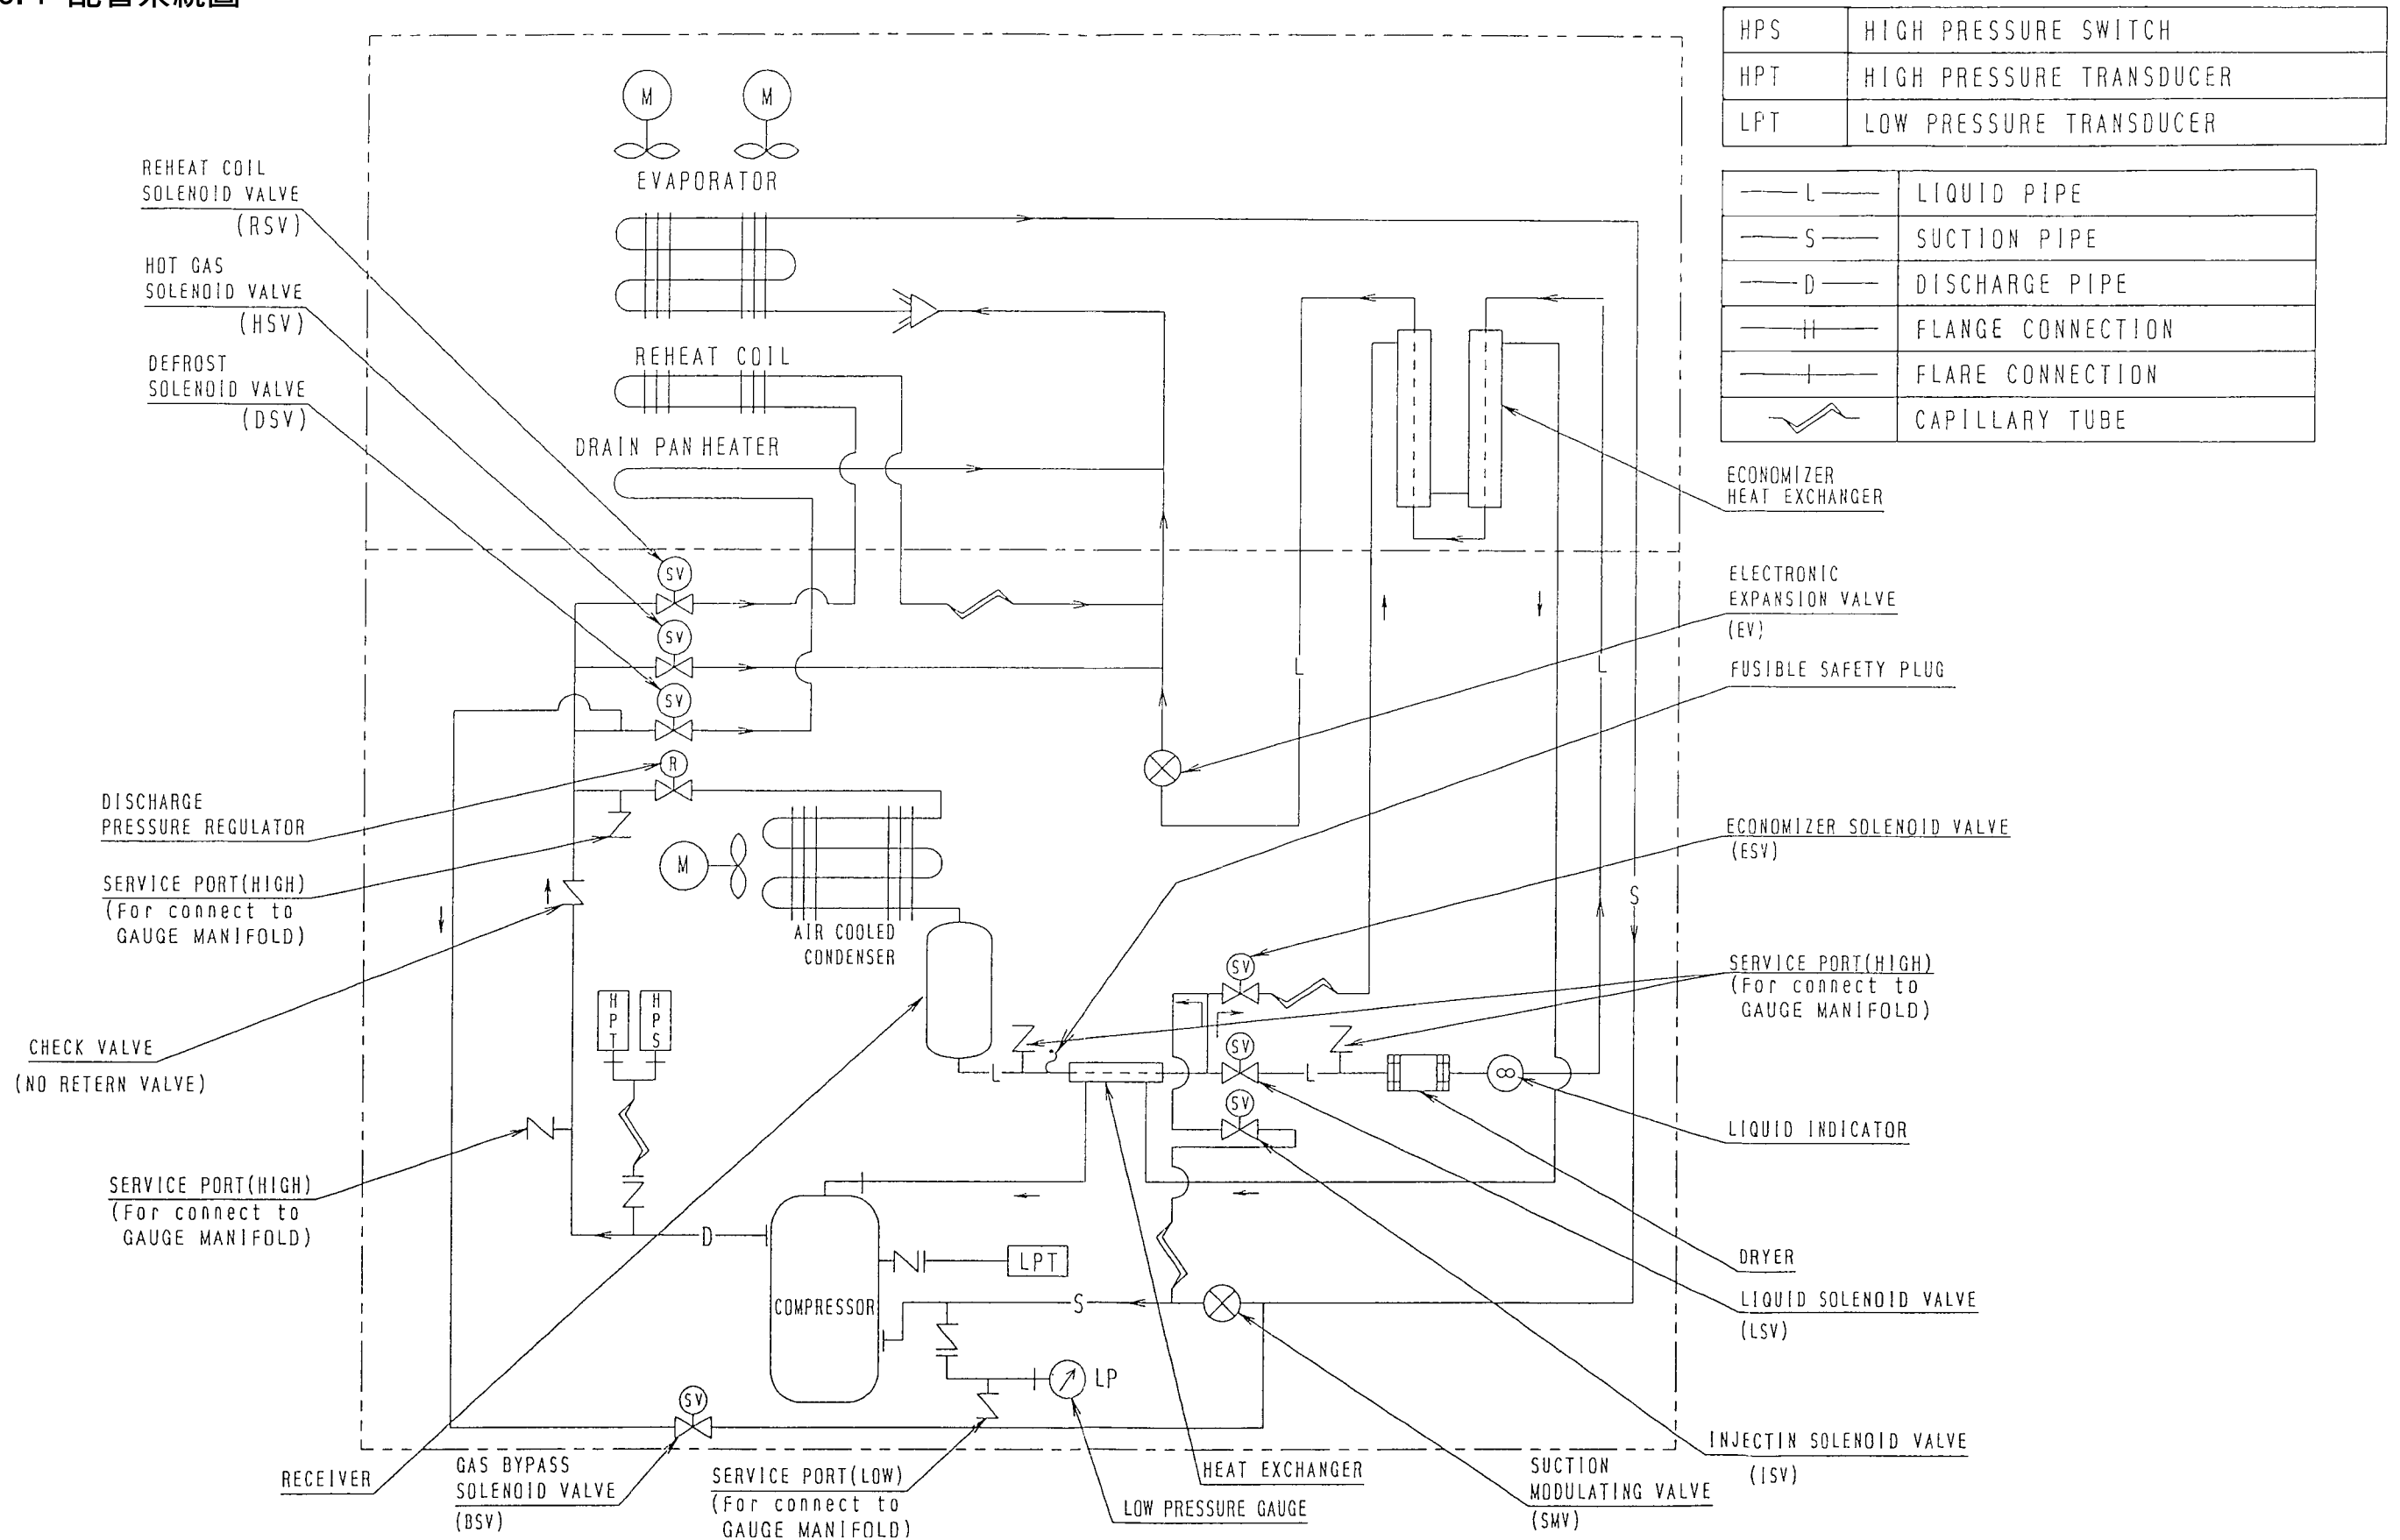 HPS HIGH PRESSURE SWITCH
HPT HIGH PRESSURE TRANSDUCER
LPT LOW PRESSURE TRANSDUCER
L LIQUID PIPE
S SUCTION PIPE
D DISCHARGE PIPE
FLANGE CONNECTION
FLARE CONNECTION
CAPILLARY TUBE
M
M
EVAPORATOR
REHEAT COIL
SOLENOID VALVE
(RSV)
HOT GAS
SOLENOID VALVE
(HSV)
DEFROST
SOLENOID VALVE
(DSV)
REHEAT COIL
DRAIN PAN HEATER
ECONOMIZER
HEAT EXCHANGER
SV
SV
SV
R
L
L
ELECTRONIC
EXPANSION VALVE
(EV)
FUSIBLE SAFETY PLUG
DISCHARGE
PRESSURE REGULATOR
M
SERVICE PORT(HIGH)
(For connect to
GAUGE MANIFOLD)
AIR COOLED
CONDENSER
ECONOMIZER SOLENOID VALVE
(ESV)
S
SV
SERVICE PORT(HIGH)
(For connect to
GAUGE MANIFOLD)
HPT
HPS
CHECK VALVE
(NO RETERN VALVE)
L
SV
L
SV
LIQUID INDICATOR
SERVICE PORT(HIGH)
(For connect to
GAUGE MANIFOLD)
D
LPT
COMPRESSOR
S
DRYER
LIQUID SOLENOID VALVE
(LSV)
LP
SV
INJECTIN SOLENOID VALVE
(ISV)
RECEIVER
GAS BYPASS
SOLENOID VALVE
(BSV)
SERVICE PORT(LOW)
(For connect to
GAUGE MANIFOLD)
HEAT EXCHANGER
LOW PRESSURE GAUGE
SUCTION
MODULATING VALVE
(SMV)